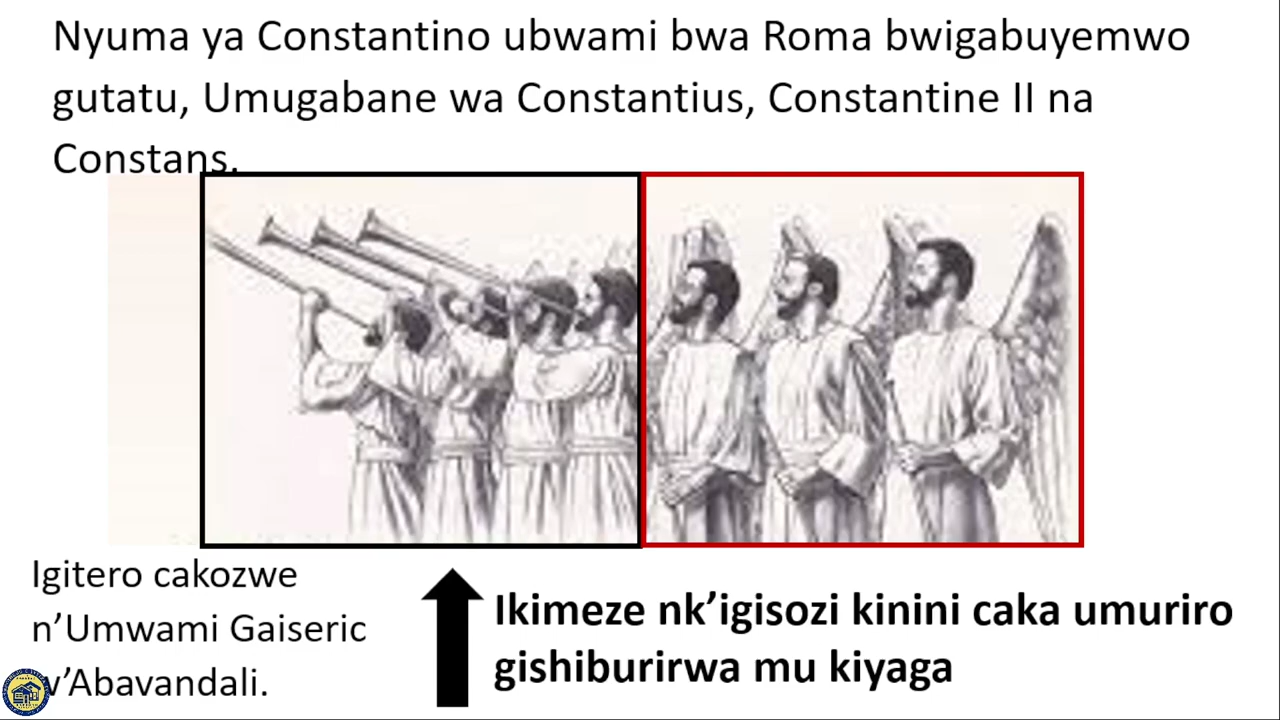 Nyuma ya Constantino ubwami bwa Roma bwigabuyemwo
gutatu, Umugabane wa Constantius, Constantine II na
Constans.
Igitero cakozwe
n’Umwami Gaiseric
w’Abavandali.
Ikimeze nk’igisozi kinini caka umuriro
gishiburirwa mu kiyaga